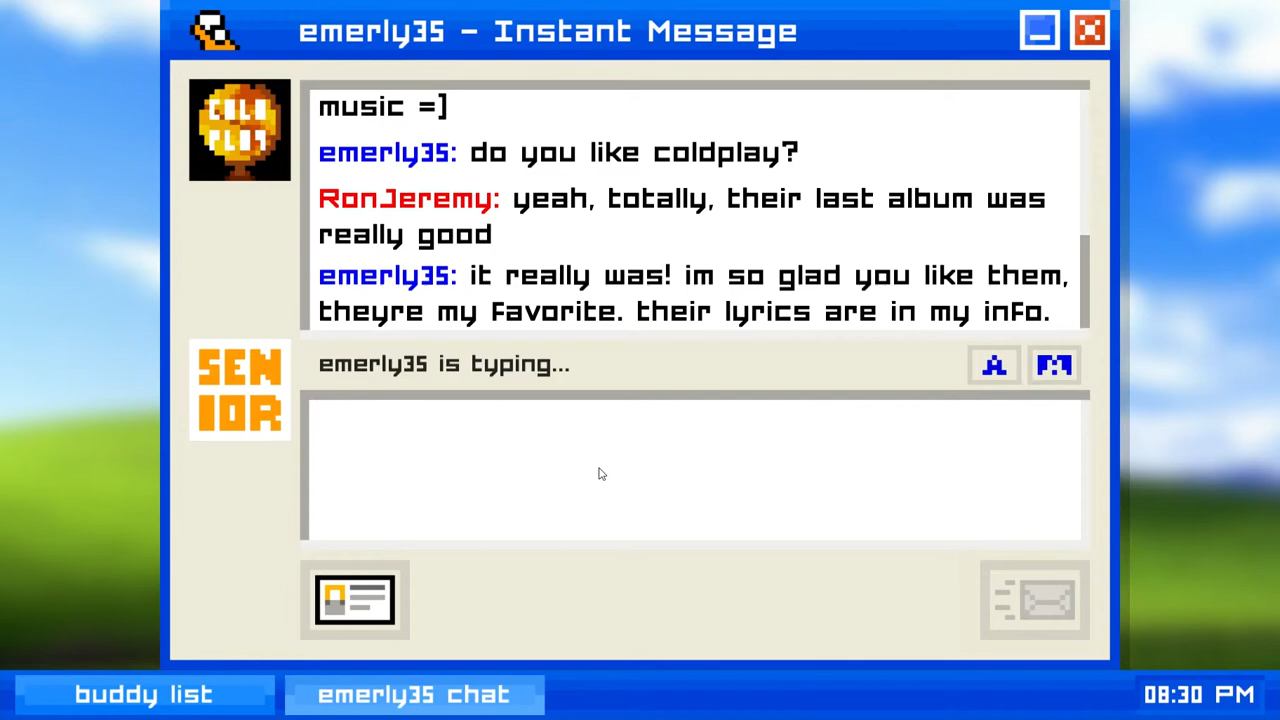 emerly35 - Instant Message
COLD
PLAY
music =]
emerly35: do you like coldplay?
RonJeremy: yeah, totally, their last album was
really good
emerly35: it really was! im so glad you like them,
theyre my favorite. their lyrics are in my info.
SEN
IOR
emerly35 is typing...
A
buddy list
emerly35 chat
08:30 PM